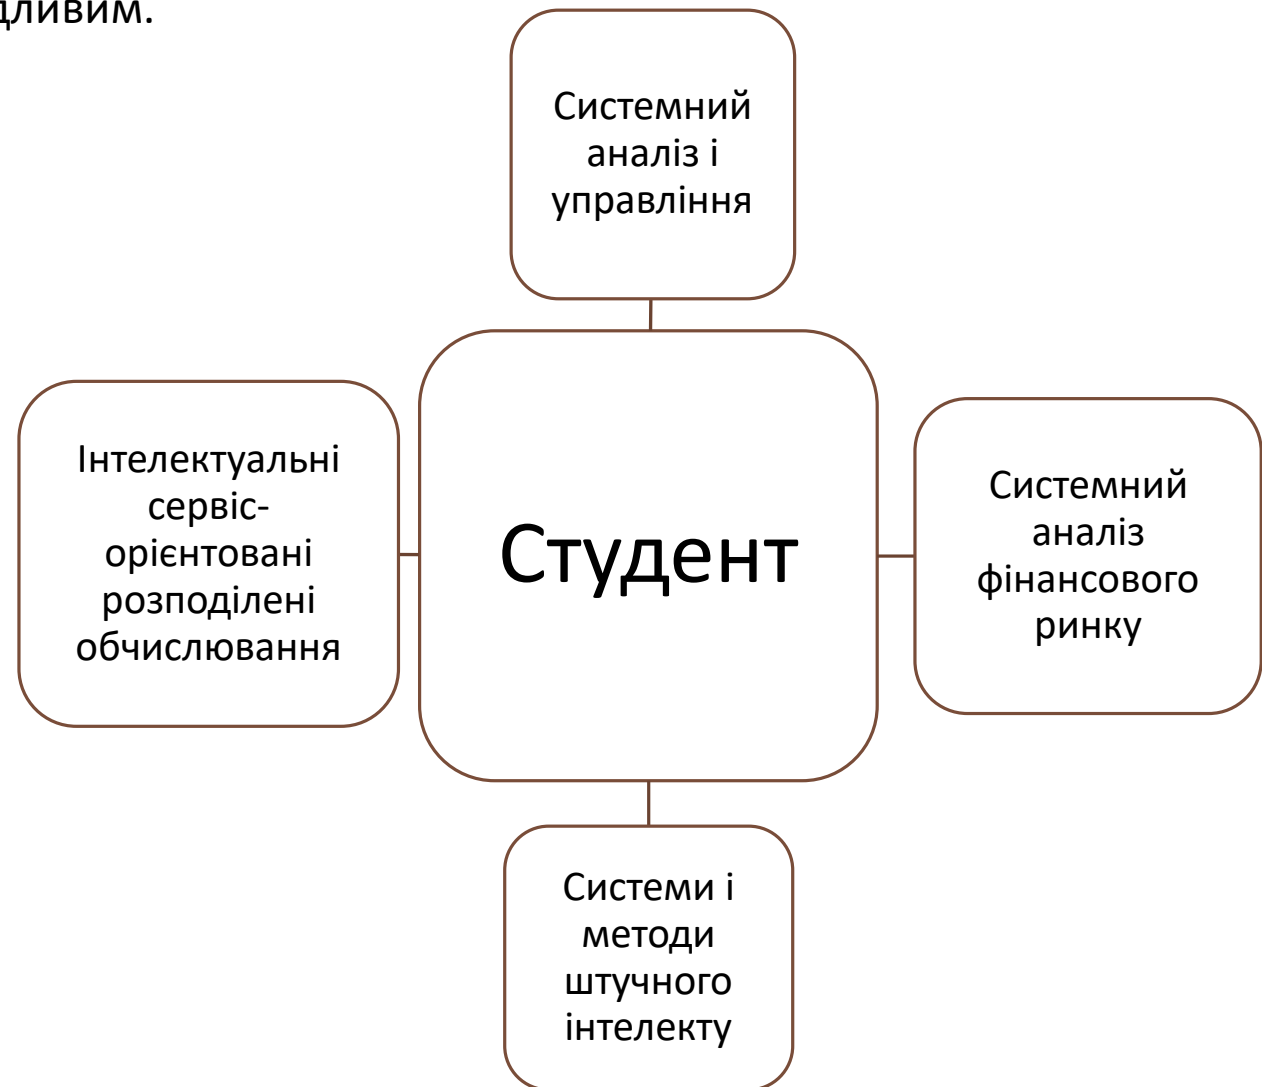 Системний
аналіз і
управління
Інтелектуальні
сервіс-
орієнтовані
розподілені
обчислювання
Студент
Системний
аналіз
фінансового
ринку
Системи і
методи
штучного
інтелекту